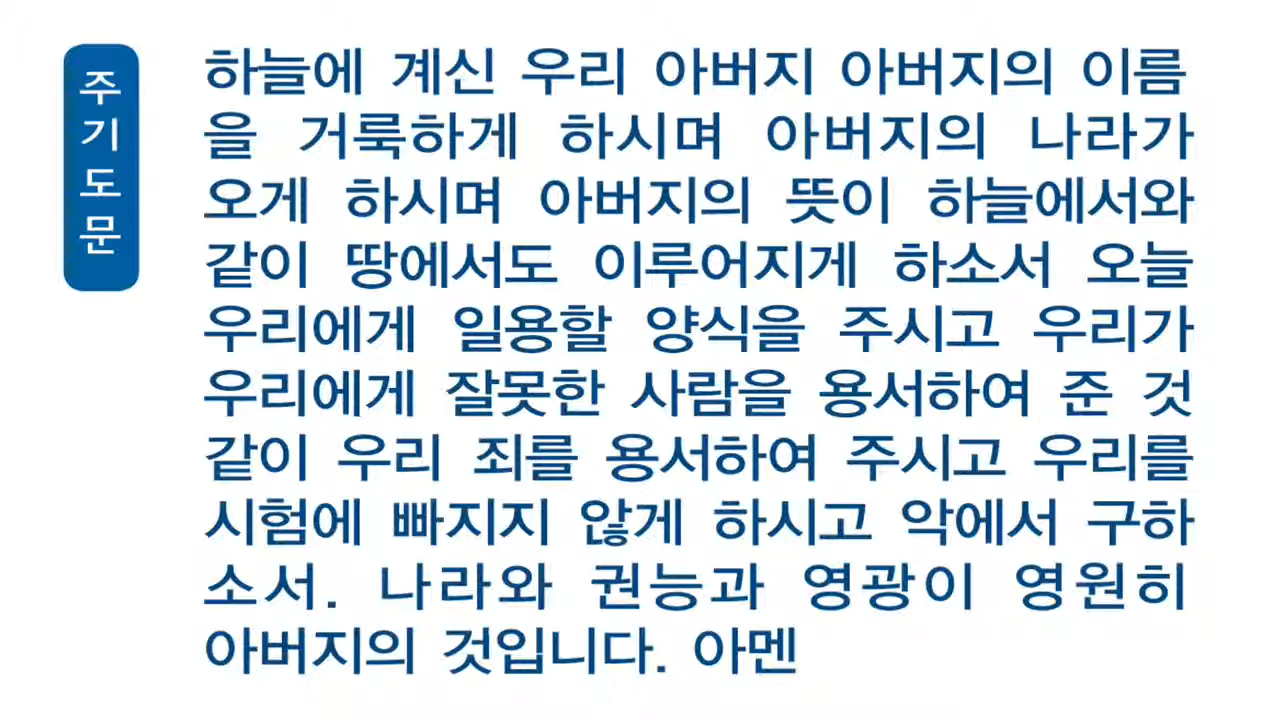 주기도문
하늘에 계신 우리 아버지 아버지의 이름
을 거룩하게 하시며 아버지의 나라가
오게 하시며 아버지의 뜻이 하늘에서와
같이 땅에서도 이루어지게 하소서 오늘
우리에게 일용할 양식을 주시고 우리가
우리에게 잘못한 사람을 용서하여 준 것
같이 우리 죄를 용서하여 주시고 우리를
시험에 빠지지 않게 하시고 악에서 구하
소서. 나라와 권능과 영광이 영원히
아버지의 것입니다. 아멘